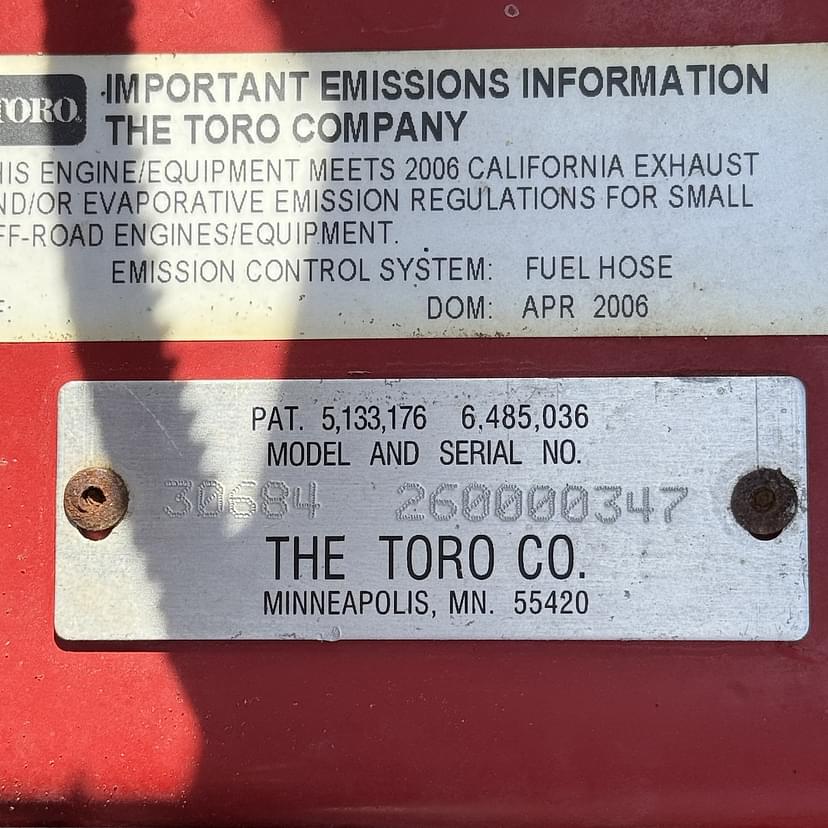 TORO IMPORTANT EMISSIONS INFORMATION
THE TORO COMPANY
HIS ENGINE/EQUIPMENT MEETS 2006 CALIFORNIA EXHAUST
ND/OR EVAPORATIVE EMISSION REGULATIONS FOR SMALL
FF-ROAD ENGINES/EQUIPMENT.
EMISSION CONTROL SYSTEM: FUEL HOSE
DOM: APR 2006
PAT. 5,133,176 6,485,036
MODEL AND SERIAL NO.
30684 260000347
THE TORO CO.
MINNEAPOLIS, MN. 55420